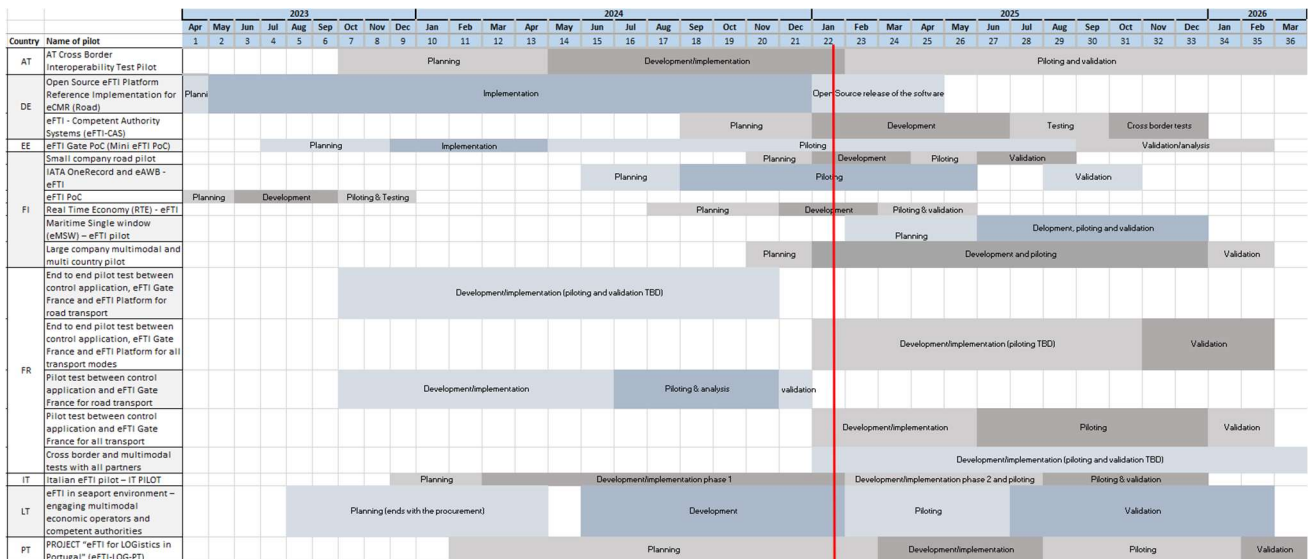 2023 2024 2025 2026
Apr May Jun Jul Aug Sep Oct Nov Dec Jan Feb Mar Apr May Jun Jul Aug Sep Oct Nov Dec Jan Feb Mar Apr May Jun Jul Aug Sep Oct Nov Dec Jan Feb Mar
Country Name of pilot 1 2 3 4 5 6 7 8 9 10 11 12 13 14 15 16 17 18 19 20 21 22 23 24 25 26 27 28 29 30 31 32 33 34 35 36
AT
AT Cross Border
Interoperability Test Pilot
Planning Development/implementation Piloting and validation
DE
Open Source eFTI Platform
Reference Implementation for
eCMR (Road)
Planni Implementation Open Source release of the software
eFTI - Competent Authority
Systems (eFTI-CAS)
Planning Development Testing Cross border tests
EE eFTI Gate PoC (Mini eFTI PoC) Planning Implementation Piloting Validation/analysis
FI
Small company road pilot Planning Development Piloting Validation
IATA OneRecord and eAWB -
eFTI
Planning Piloting Validation
eFTI PoC Planning Development Piloting & Testing
Real Time Economy (RTE) - eFTI Planning Development Piloting & validation
Maritime Single window
(eMSW) – eFTI pilot
Planning Delopment, piloting and validation
Large company multimodal and
multi country pilot
Planning Development and piloting Validation
FR
End to end pilot test between
control application, eFTI Gate
France and eFTI Platform for
road transport
Development/implementation (piloting and validation TBD)
End to end pilot test between
control application, eFTI Gate
France and eFTI Platform for all
transport modes
Development/implementation (piloting TBD) Validation
Pilot test between control
application and eFTI Gate
France for road transport
Development/implementation Piloting & analysis validation
Pilot test between control
application and eFTI Gate
France for all transport
Development/implementation Piloting Validation
Cross border and multimodal
tests with all partners
Development/implementation (piloting and validation TBD)
IT Italian eFTI pilot – IT PILOT Planning Development/implementation phase 1 Development/implementation phase 2 and piloting Piloting & validation
LT
eFTI in seaport environment –
engaging multimodal
economic operators and
competent authorities
Planning (ends with the procurement) Development Piloting Validation
PT
PROJECT "eFTI for LOGistics in
Portugal" (eFTI-LOG-PT)
Planning Development/implementation Piloting Validation